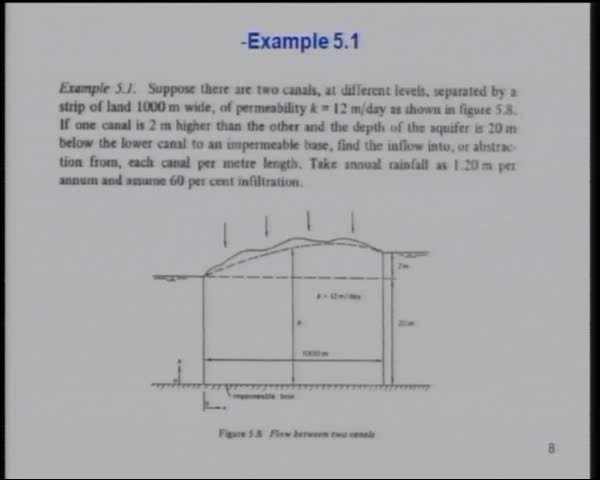 -Example 5.1
Example 5.1. Suppose there are two canals, at different levels, separated by a
strip of land 1000 m wide, of permeability k = 12 m/day as shown in figure 5.8.
If one canal is 2 m higher than the other and the depth of the aquifer is 20 m
below the lower canal to an impermeable base, find the inflow into, or abstrac-
tion from, each canal per metre length. Take annual rainfall as 1.20 m per
annum and assume 60 per cent infiltration.
2m
k = 12 m/day
20 m
1000 m
impermeable base
Figure 5.8 Flow between two canals
8